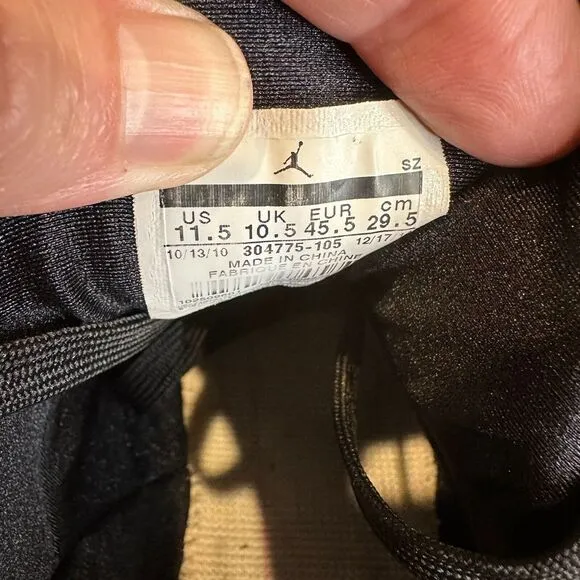 SZ
US UK EUR cm
11.5 10.5 45.5 29.5
10/13/10 304775-105 12/17
MADE IN CHINA
FABRIQUE EN CHINE